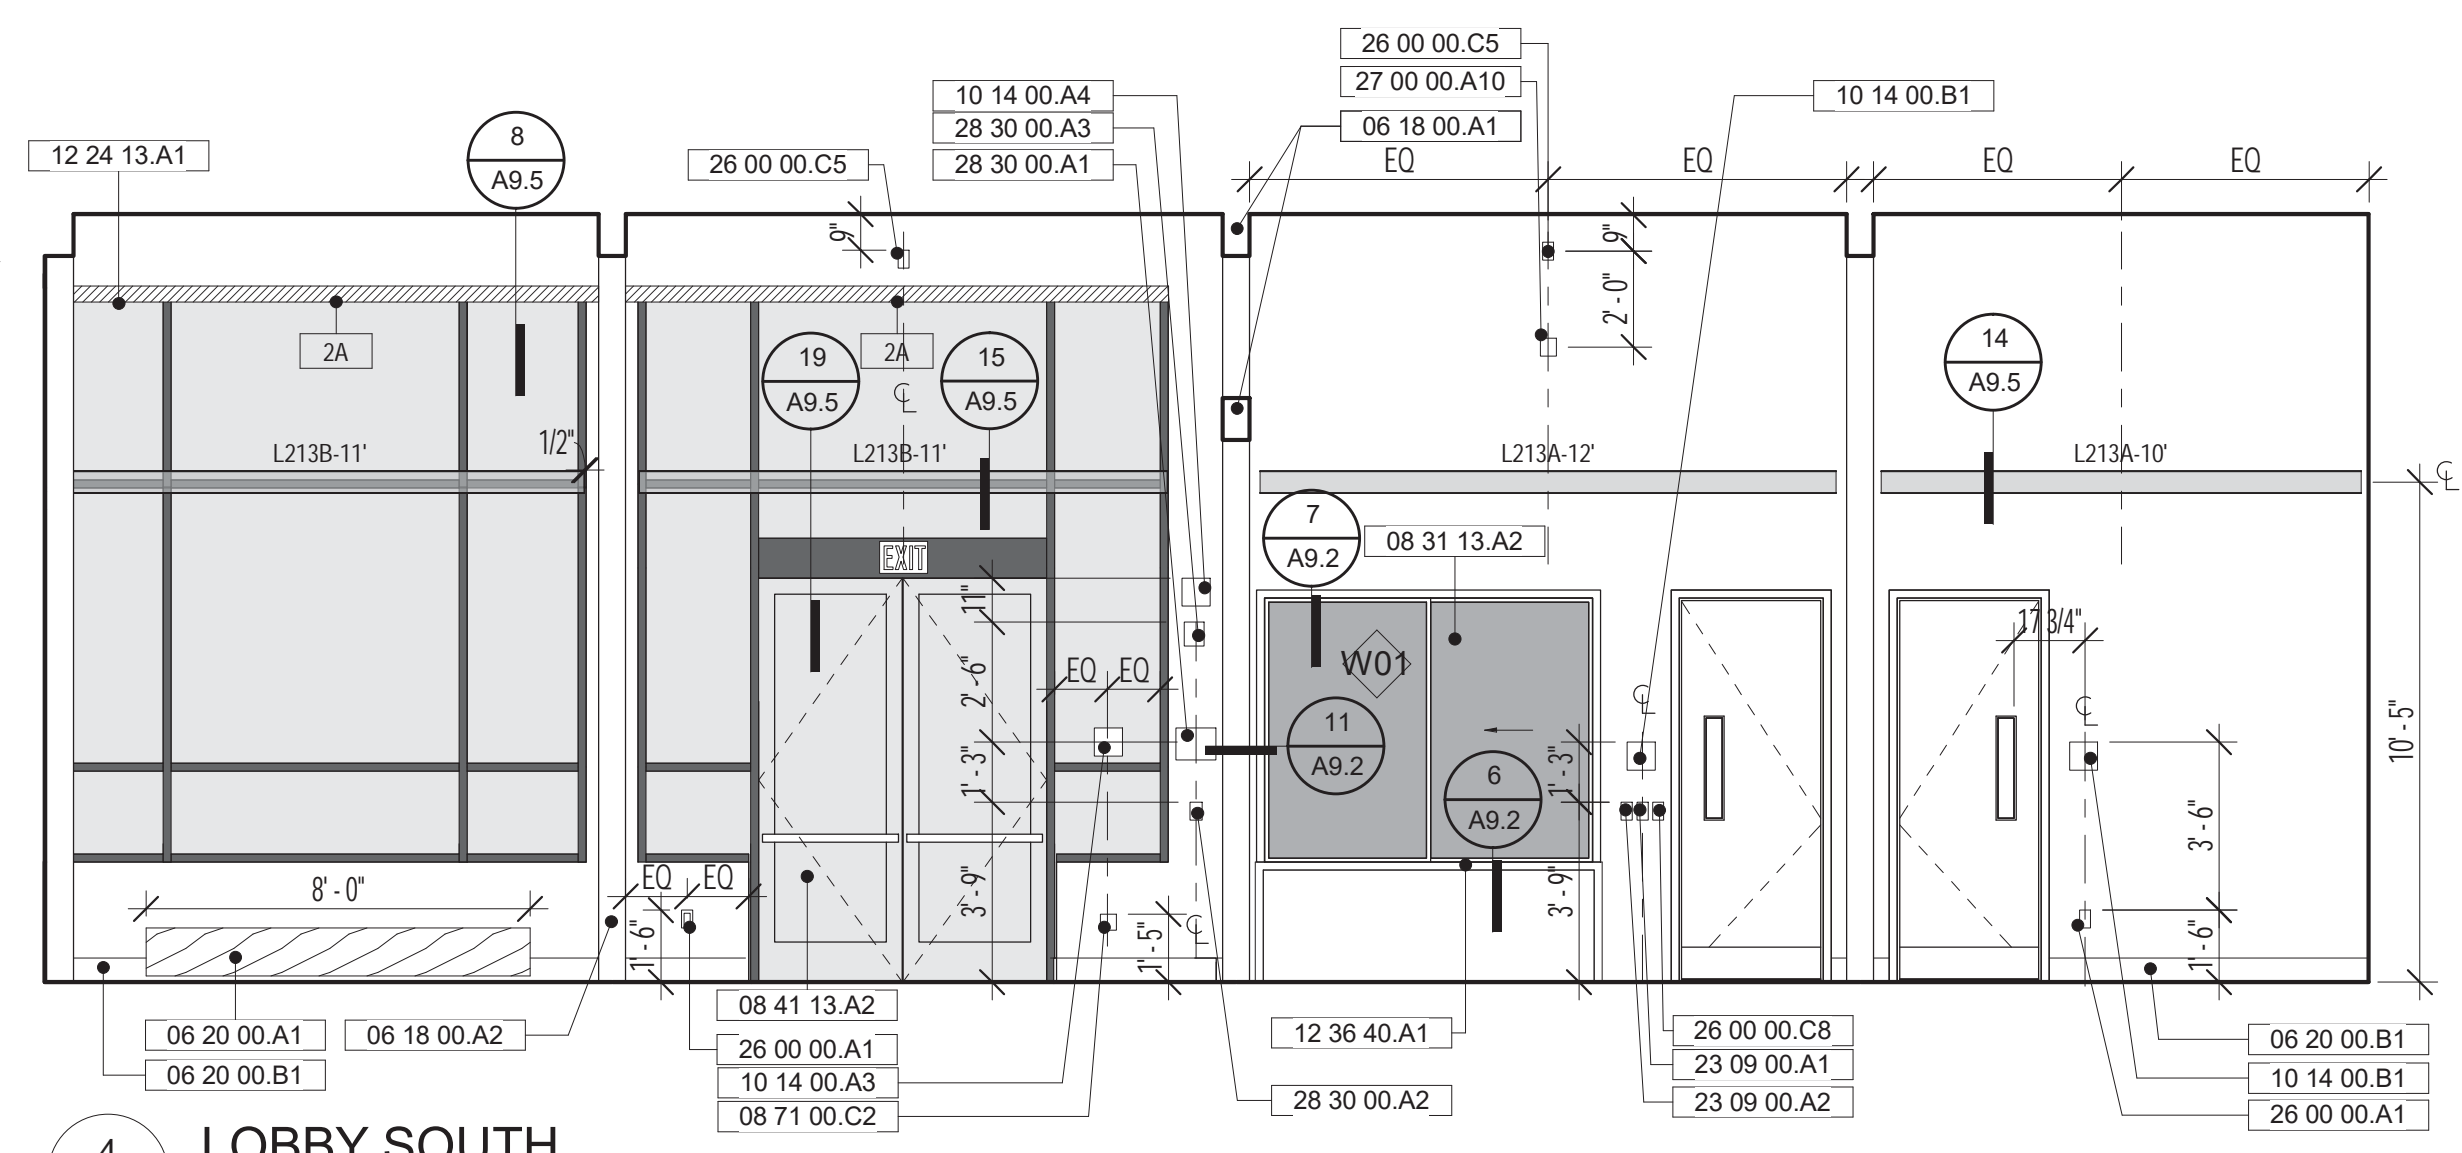 26 00 00.C5
27 00 00.A10
06 18 00.A1
10 14 00.A4
28 30 00.A3
28 30 00.A1
10 14 00.B1
12 24 13.A1
8
A9.5
26 00 00.C5
EQ
EQ
EQ
EQ
9"
9"
2' - 0"
2A
2A
19
A9.5
15
A9.5
14
A9.5
CL
1/2"
L213B-11'
L213B-11'
L213A-12'
L213A-10'
CL
7
A9.2
08 31 13.A2
EXIT
11"
17 3/4"
W01
EQ
EQ
2' - 6"
CL
CL
11
A9.2
6
A9.2
10' - 5"
1' - 3"
1' - 3"
3' - 6"
8' - 0"
EQ
EQ
3' - 9"
3' - 9"
1' - 6"
1' - 5"
CL
1' - 6"
08 41 13.A2
06 20 00.A1
06 18 00.A2
26 00 00.A1
12 36 40.A1
26 00 00.C8
06 20 00.B1
06 20 00.B1
10 14 00.A3
23 09 00.A1
10 14 00.B1
08 71 00.C2
28 30 00.A2
23 09 00.A2
26 00 00.A1
4
LOBBY SOUTH